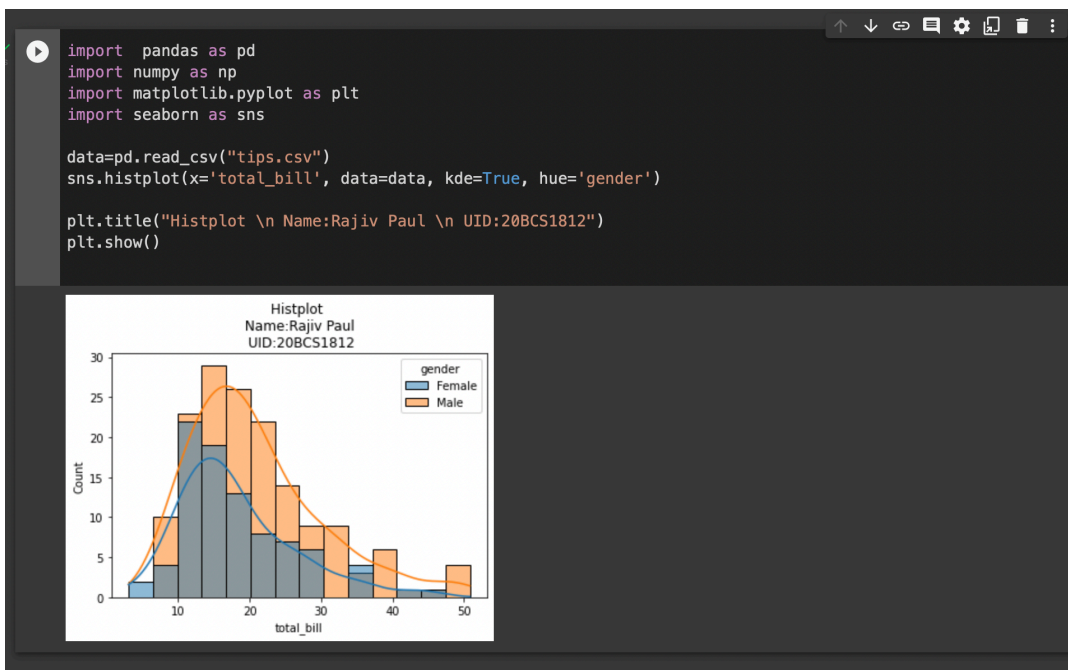 import  pandas as pd
import numpy as np
import matplotlib.pyplot as plt
import seaborn as sns
data=pd.read_csv("tips.csv")
sns.histplot(x='total_bill', data=data, kde=True, hue='gender')
plt.title("Histplot \n Name:Rajiv Paul \n UID:20BCS1812")
plt.show()
Histplot
Name:Rajiv Paul
UID:20BCS1812
gender
Female
Male
30
25
20
15
10
5
0
Count
10 20 30 40 50
total_bill